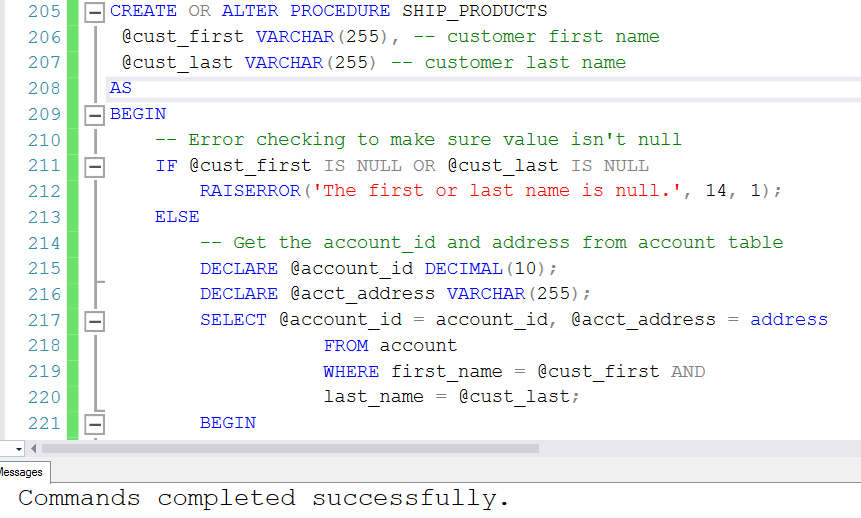 205 CREATE OR ALTER PROCEDURE SHIP_PRODUCTS
206 @cust_first VARCHAR(255), -- customer first name
207 @cust_last VARCHAR(255) -- customer last name
208 AS
209 BEGIN
210 -- Error checking to make sure value isn't null
211 IF @cust_first IS NULL OR @cust_last IS NULL
212 RAISERROR('The first or last name is null.', 14, 1);
213 ELSE
214 -- Get the account_id and address from account table
215 DECLARE @account_id DECIMAL(10);
216 DECLARE @acct_address VARCHAR(255);
217 SELECT @account_id = account_id, @acct_address = address
218 FROM account
219 WHERE first_name = @cust_first AND
220 last_name = @cust_last;
221 BEGIN
Messages
Commands completed successfully.